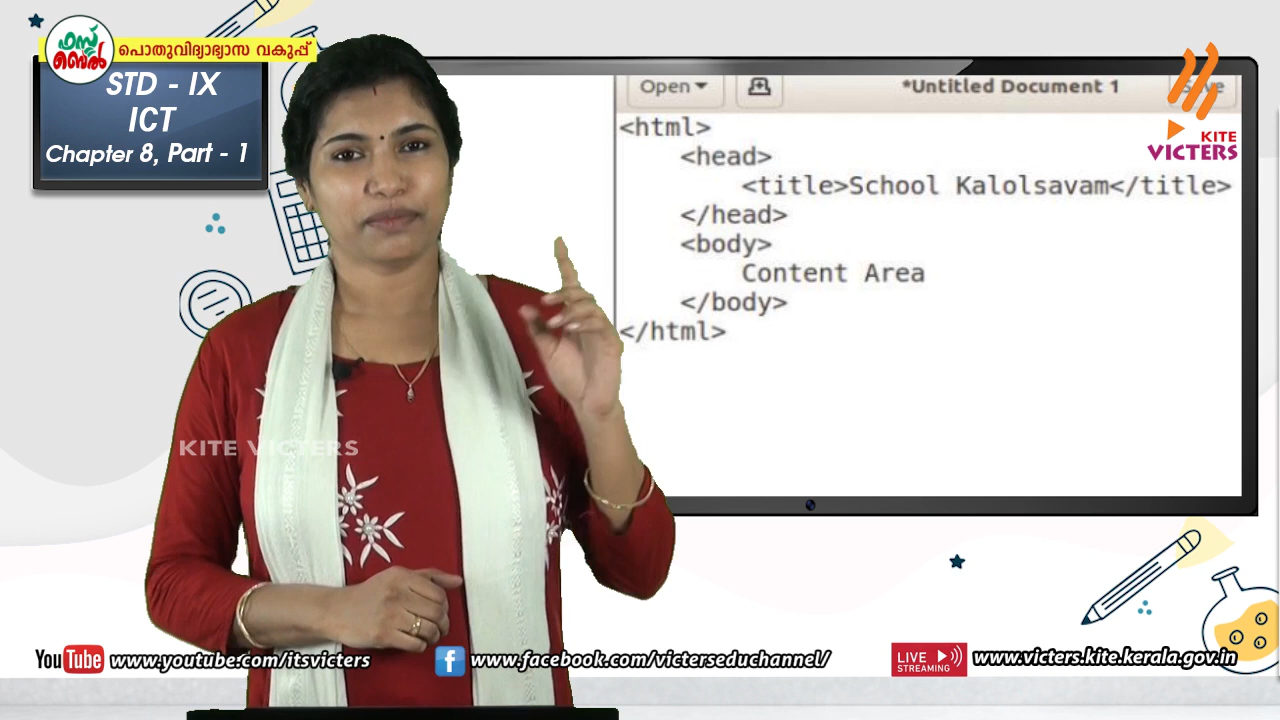 ഫസ്റ്റ്
ബെൽ
പൊതുവിദ്യാഭ്യാസ വകുപ്പ്
STD - IX
ICT
Chapter 8, Part - 1
Open
*Untitled Document 1
KITE
VICTERS
<html>
<head>
<title>School Kalolsavam</title>
</head>
<body>
Content Area
</body>
</html>
KITE VICTERS
YouTube www.youtube.com/itsvicters
f www.facebook.com/victerseduchannel/
LIVE
STREAMING
www.victers.kite.kerala.gov.in